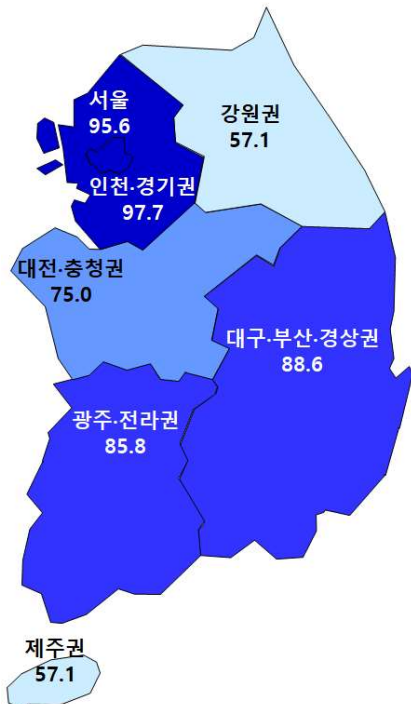 서울
95.6
강원권
57.1
인천·경기권
97.7
대전·충청권
75.0
대구·부산·경상권
88.6
광주·전라권
85.8
제주권
57.1